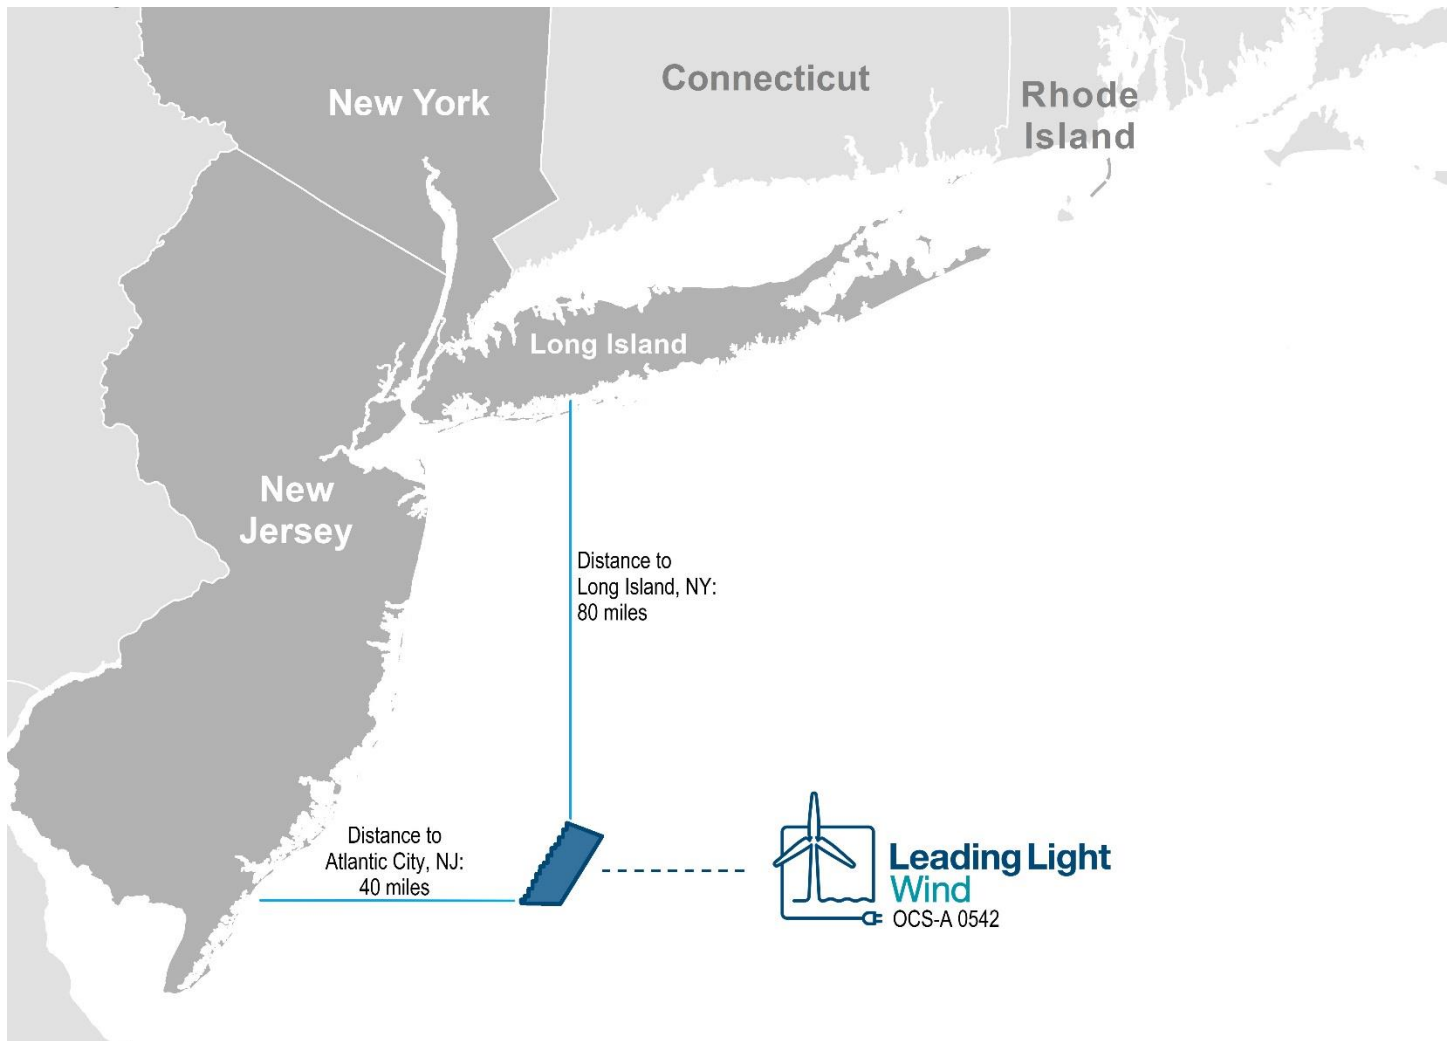 New York
Connecticut
Rhode
Island
Long Island
New
Jersey
Distance to
Long Island, NY:
80 miles
Distance to
Atlantic City, NJ:
40 miles
Leading Light
Wind
OCS-A 0542